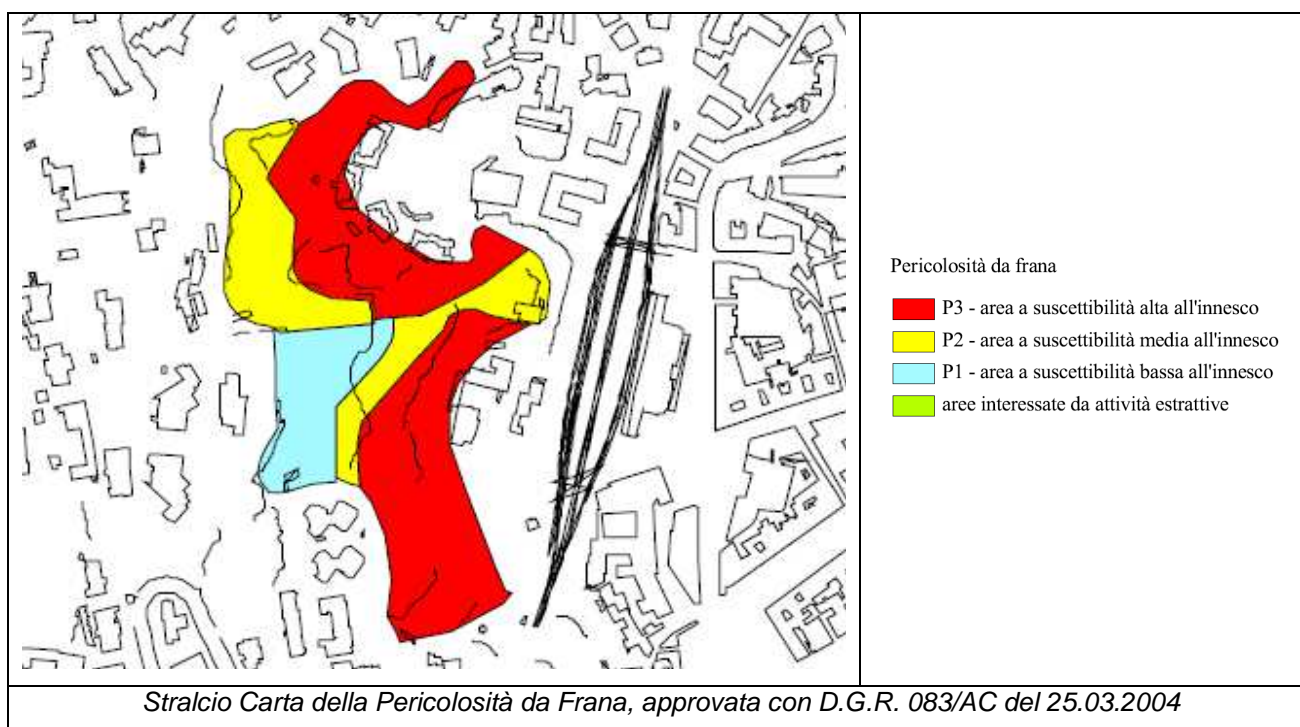 Pericolosità da frana
P3 - area a suscettibilità alta all'innesco
P2 - area a suscettibilità media all'innesco
P1 - area a suscettibilità bassa all'innesco
aree interessate da attività estrattive
Stralcio Carta della Pericolosità da Frana, approvata con D.G.R. 083/AC del 25.03.2004